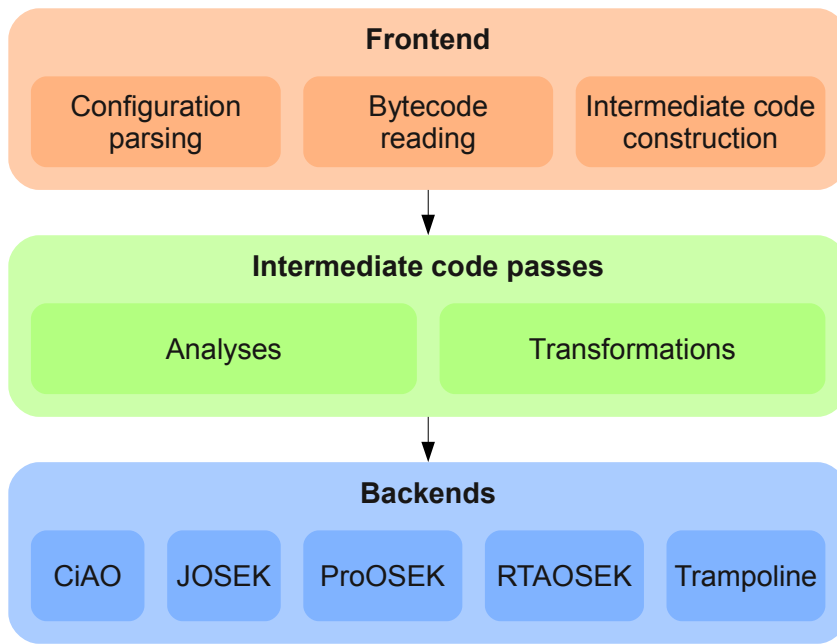 Frontend
Configuration
parsing
Bytecode
reading
Intermediate code
construction
Intermediate code passes
Analyses
Transformations
Backends
CiAO
JOSEK
ProOSEK
RTAOSEK
Trampoline